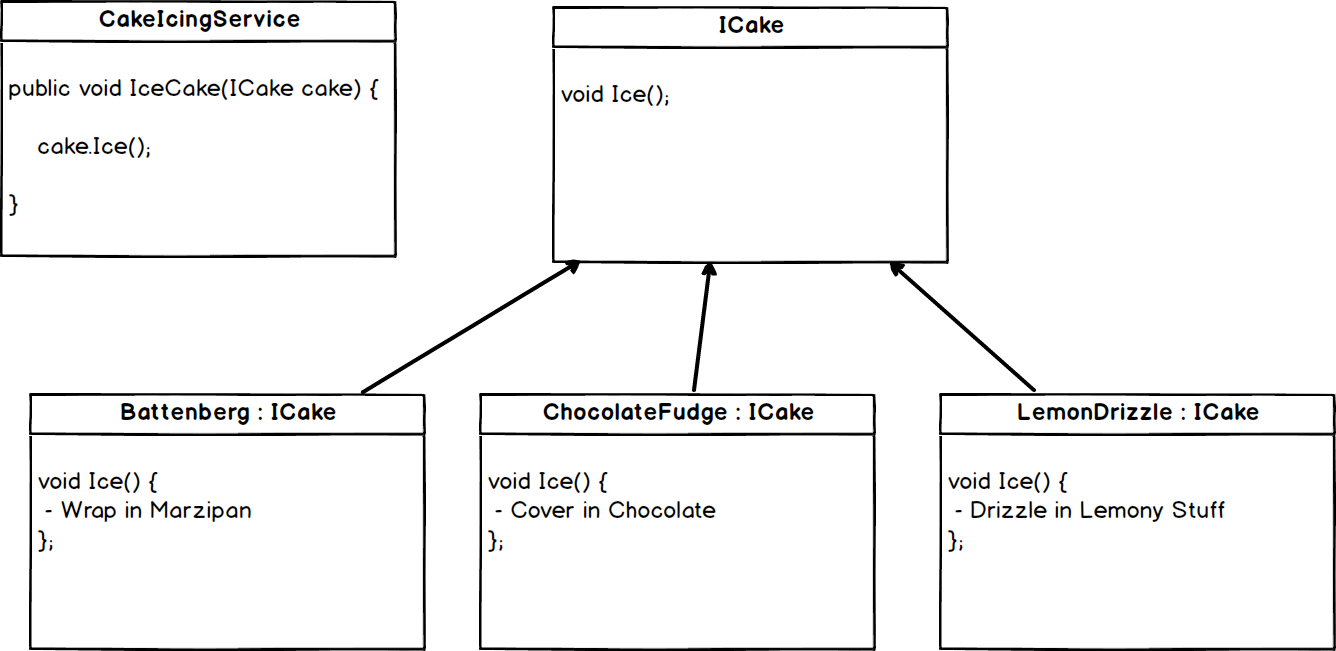 CakeIcingService
public void IceCake(ICake cake) {
cake.Ice();
}
ICake
void Ice();
Battenberg : ICake
void Ice() {
- Wrap in Marzipan
};
ChocolateFudge : ICake
void Ice() {
- Cover in Chocolate
};
LemonDrizzle : ICake
void Ice() {
- Drizzle in Lemony Stuff
};